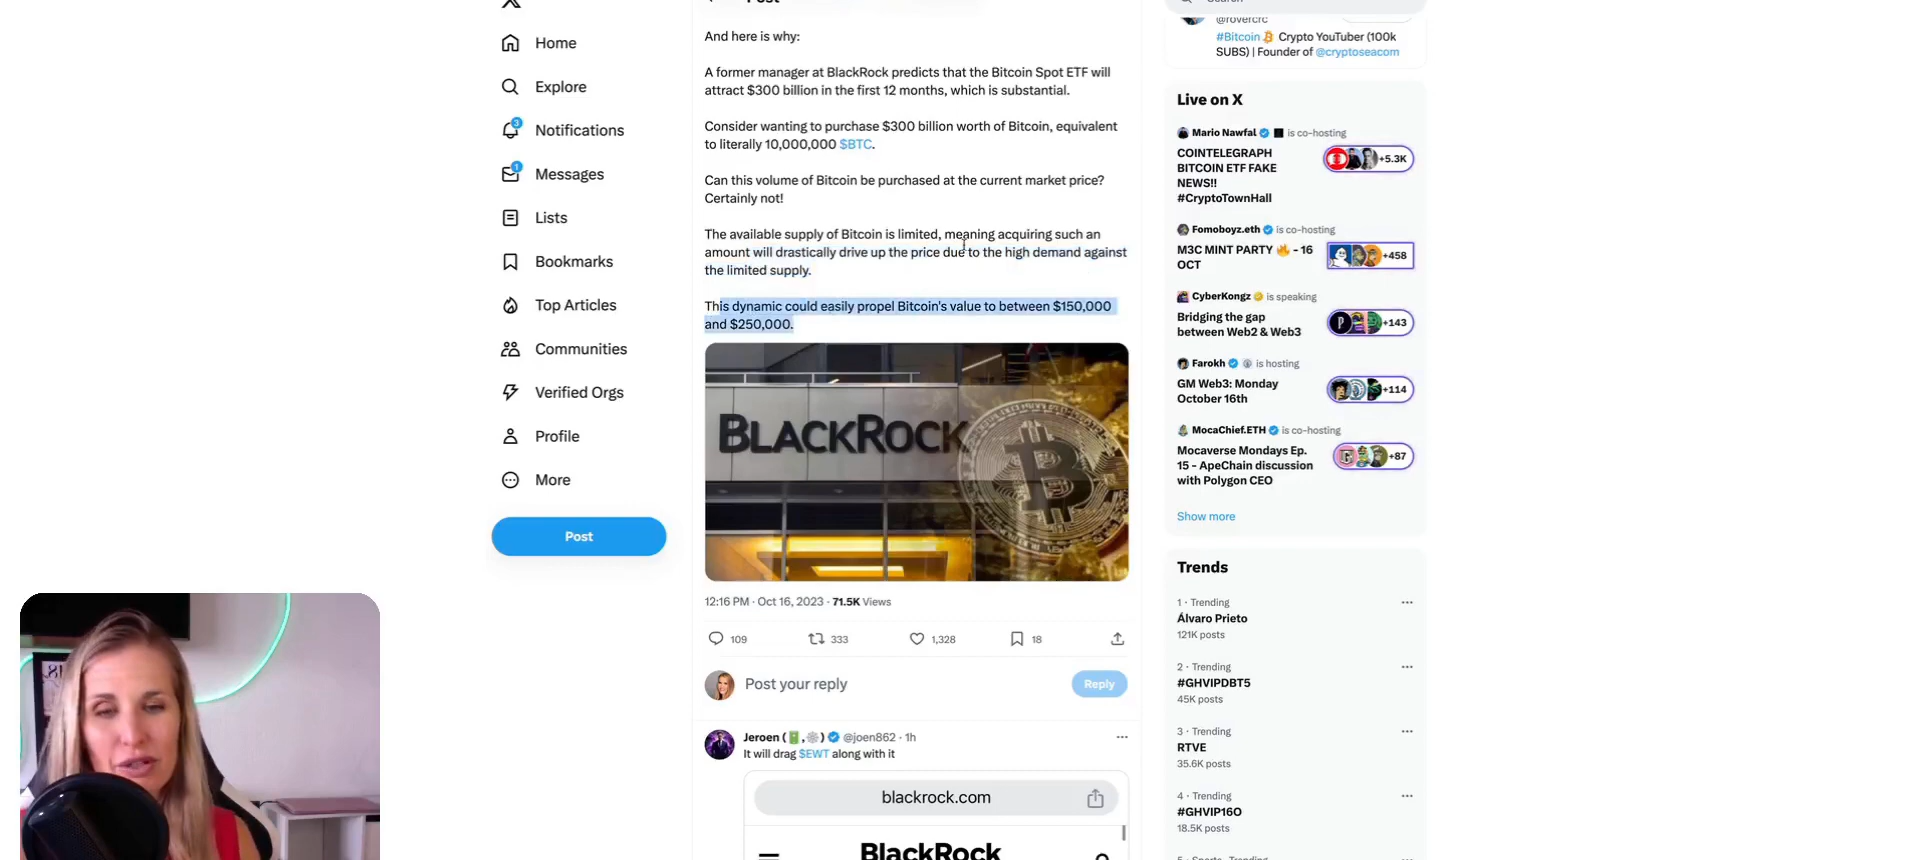 Home
Explore
3
Notifications
1
Messages
Lists
Bookmarks
Top Articles
Communities
Verified Orgs
Profile
More
Post
And here is why:
A former manager at BlackRock predicts that the Bitcoin Spot ETF will
attract $300 billion in the first 12 months, which is substantial.
Consider wanting to purchase $300 billion worth of Bitcoin, equivalent
to literally 10,000,000 $BTC.
Can this volume of Bitcoin be purchased at the current market price?
Certainly not!
The available supply of Bitcoin is limited, meaning acquiring such an
amount will drastically drive up the price due to the high demand against
the limited supply.
This dynamic could easily propel Bitcoin's value to between $150,000
and $250,000.
BLACKROCK
12:16 PM · Oct 16, 2023 · 71.5K Views
109 333 1,328 18
Post your reply
Reply
Jeroen ( , ) @joen862 · 1h
It will drag $EWT along with it
blackrock.com
BlackRock
@rovercrc
#Bitcoin Crypto YouTuber (100k
SUBS) | Founder of @cryptoseacom
Live on X
Mario Nawfal is co-hosting
COINTELEGRAPH
BITCOIN ETF FAKE
NEWS!!
#CryptoTownHall
+5.3K
Fomoboyz.eth is co-hosting
M3C MINT PARTY 🔥 - 16
OCT
+458
CyberKongz is speaking
Bridging the gap
between Web2 & Web3
+143
Farokh is hosting
GM Web3: Monday
October 16th
+114
MocaChief.ETH is co-hosting
Mocaverse Mondays Ep.
15 - ApeChain discussion
with Polygon CEO
+87
Show more
Trends
1 · Trending
Álvaro Prieto
121K posts
2 · Trending
#GHVIPDBT5
45K posts
3 · Trending
RTVE
35.6K posts
4 · Trending
#GHVIP16O
18.5K posts